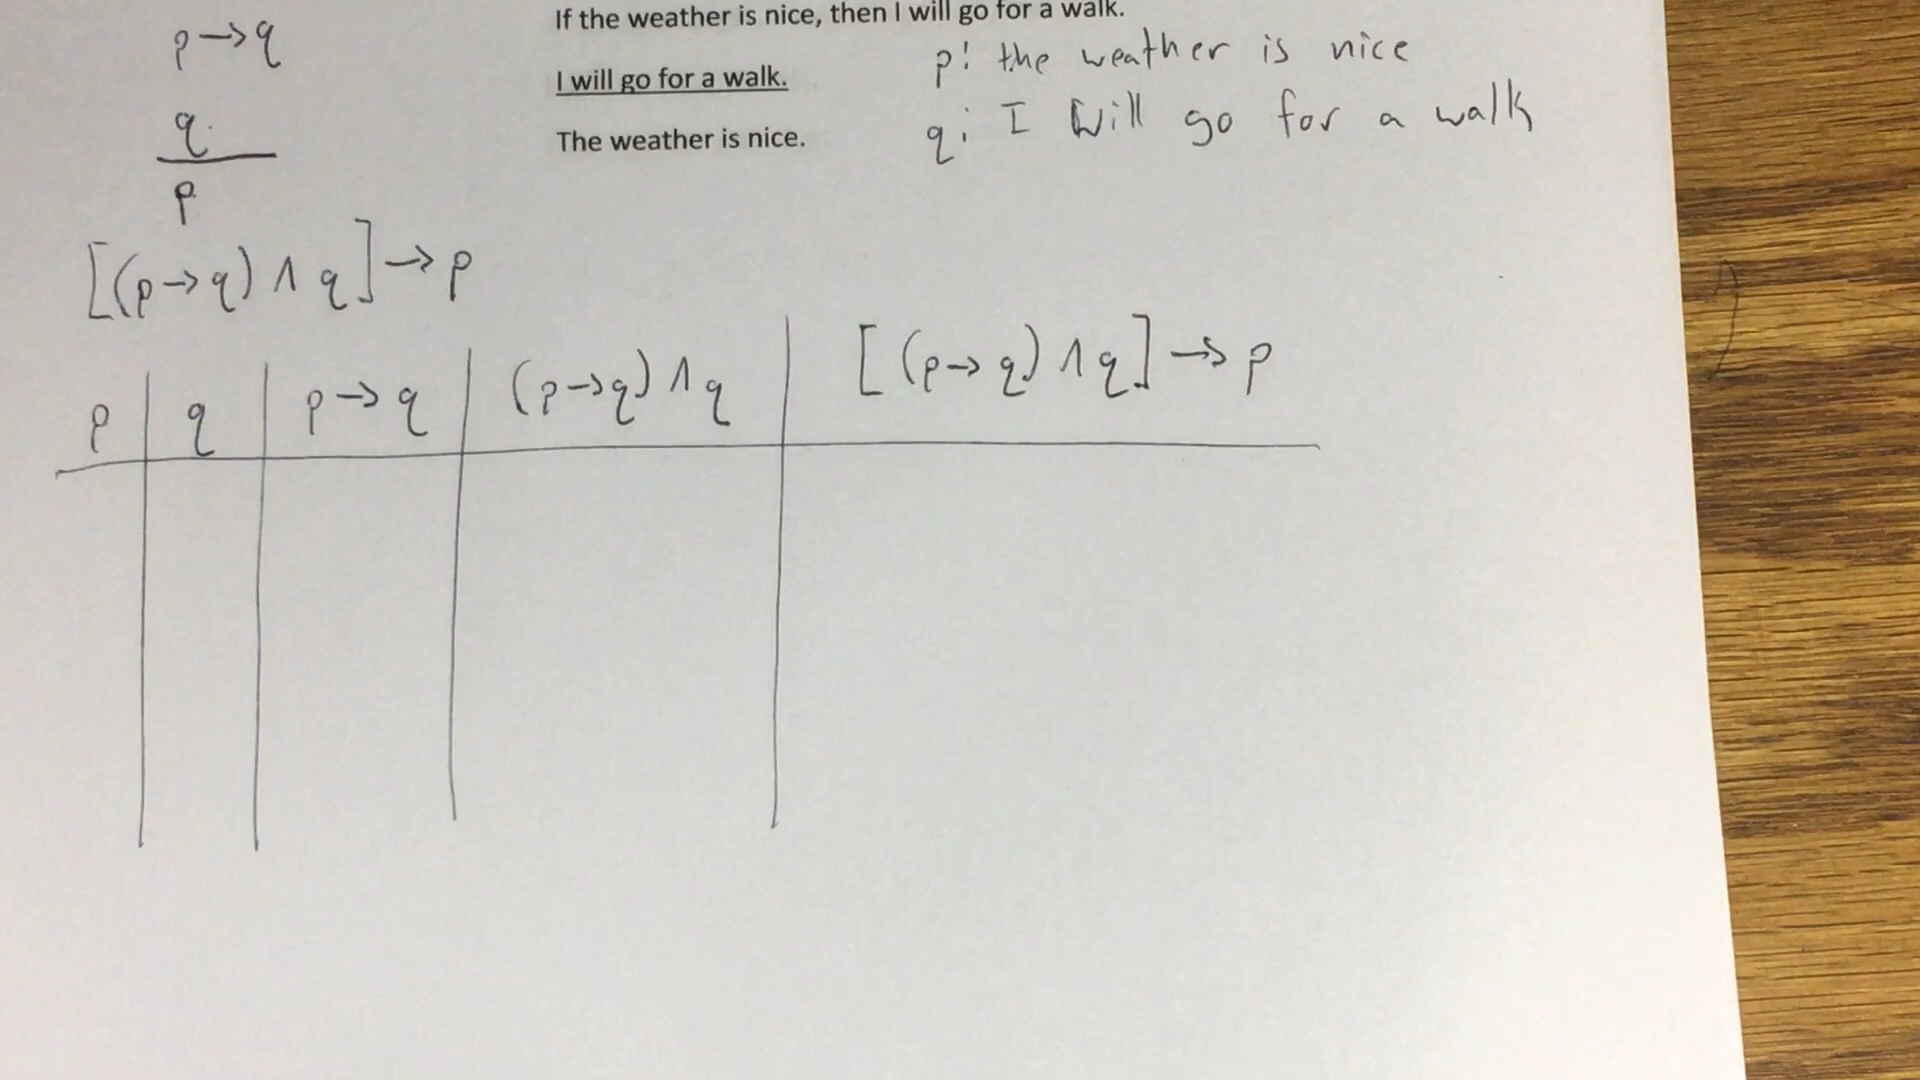 p→q
q
p
If the weather is nice, then I will go for a walk.
I will go for a walk.
The weather is nice.
p: the weather is nice
q: I will go for a walk
[(p→q) ∧ q] → p
p q p→q (p→q) ∧ q [(p→q) ∧ q] → p